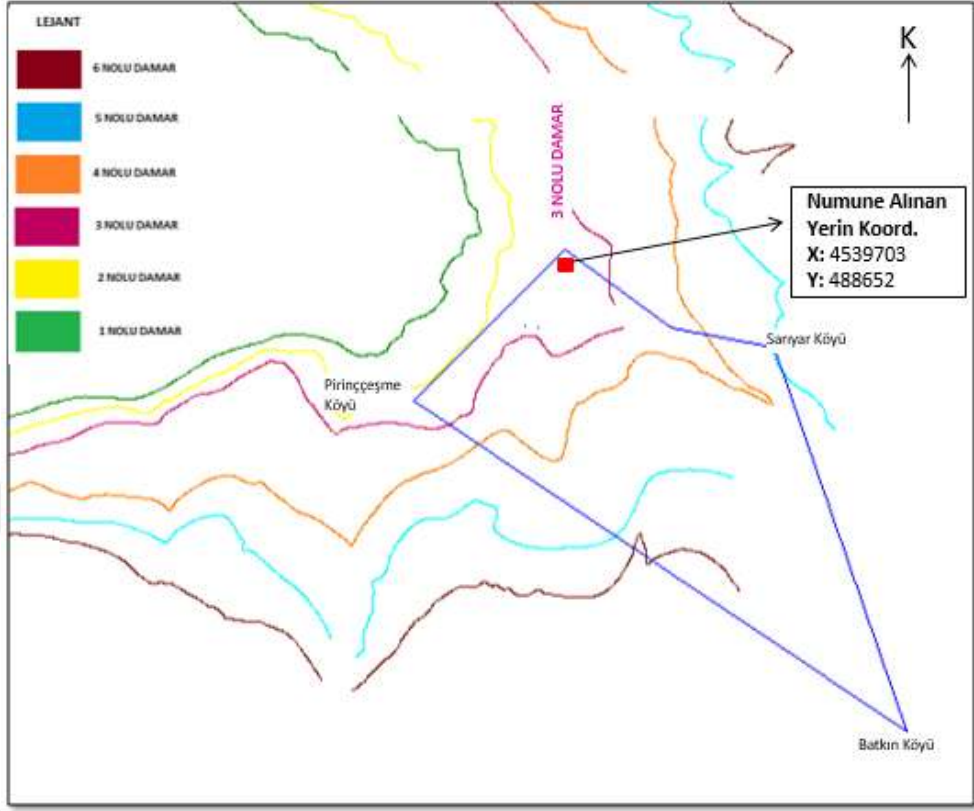 LEJANT
6 NOLU DAMAR
5 NOLU DAMAR
4 NOLU DAMAR
3 NOLU DAMAR
2 NOLU DAMAR
1 NOLU DAMAR
3 NOLU DAMAR
K
Numune Alınan
Yerin Koord.
X: 4539703
Y: 488652
Sarıyar Köyü
Pirinççeşme
Köyü
Batkın Köyü